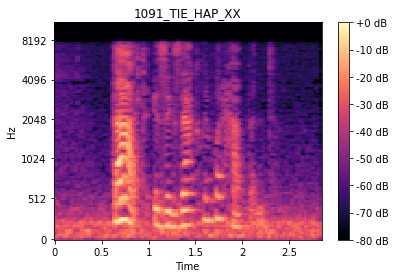 1091_TIE_HAP_XX
Hz
8192
4096
2048
1024
512
0
0
0.5
1
1.5
2
2.5
Time
+0 dB
-10 dB
-20 dB
-30 dB
-40 dB
-50 dB
-60 dB
-70 dB
-80 dB